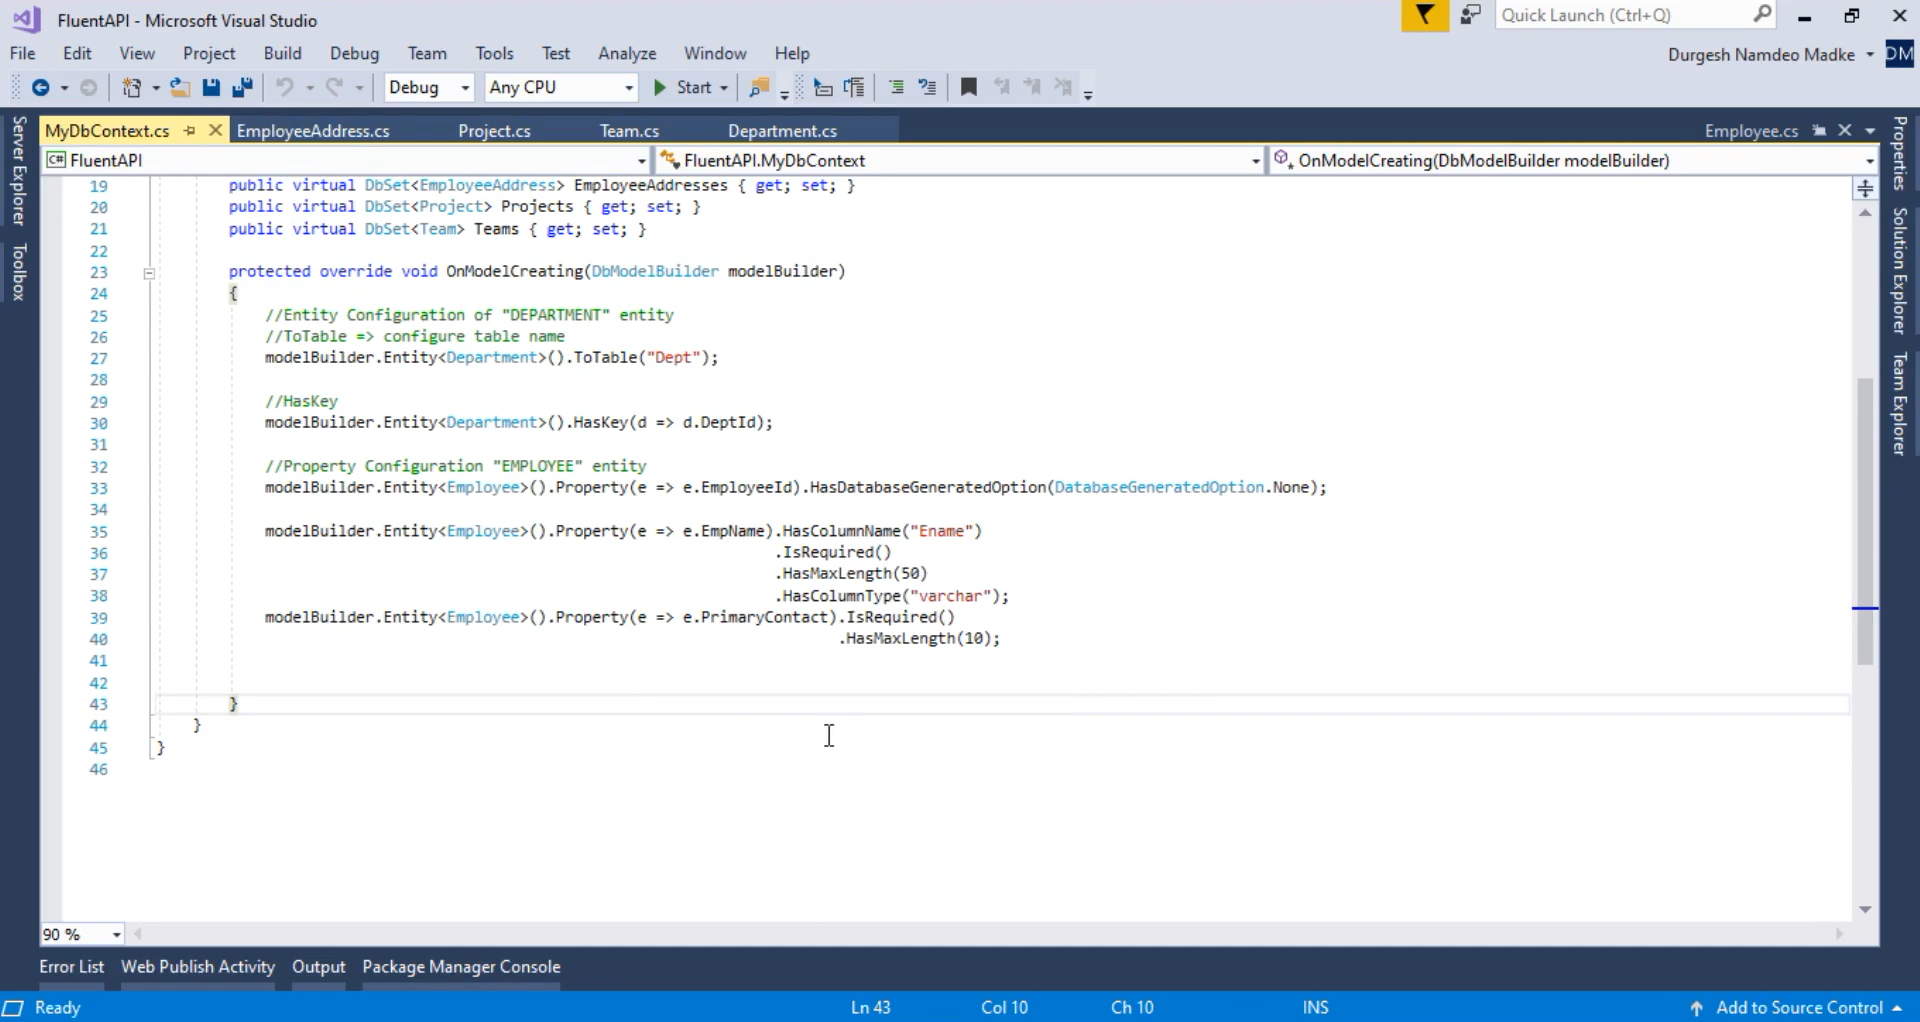 FluentAPI - Microsoft Visual Studio
Quick Launch (Ctrl+Q)
File Edit View Project Build Debug Team Tools Test Analyze Window Help
Durgesh Namdeo Madke DM
Debug Any CPU Start
MyDbContext.cs EmployeeAddress.cs Project.cs Team.cs Department.cs Employee.cs
C# FluentAPI FluentAPI.MyDbContext OnModelCreating(DbModelBuilder modelBuilder)
Server Explorer
Toolbox
19 public virtual DbSet<EmployeeAddress> EmployeeAddresses { get; set; }
20 public virtual DbSet<Project> Projects { get; set; }
21 public virtual DbSet<Team> Teams { get; set; }
22
23 protected override void OnModelCreating(DbModelBuilder modelBuilder)
24 {
25 //Entity Configuration of "DEPARTMENT" entity
26 //ToTable => configure table name
27 modelBuilder.Entity<Department>().ToTable("Dept");
28
29 //HasKey
30 modelBuilder.Entity<Department>().HasKey(d => d.DeptId);
31
32 //Property Configuration "EMPLOYEE" entity
33 modelBuilder.Entity<Employee>().Property(e => e.EmployeeId).HasDatabaseGeneratedOption(DatabaseGeneratedOption.None);
34
35 modelBuilder.Entity<Employee>().Property(e => e.EmpName).HasColumnName("Ename")
36 .IsRequired()
37 .HasMaxLength(50)
38 .HasColumnType("varchar");
39 modelBuilder.Entity<Employee>().Property(e => e.PrimaryContact).IsRequired()
40 .HasMaxLength(10);
41
42
43 }
44 }
45 }
46
Properties
Solution Explorer
Team Explorer
90 %
Error List Web Publish Activity Output Package Manager Console
Ready Ln 43 Col 10 Ch 10 INS Add to Source Control